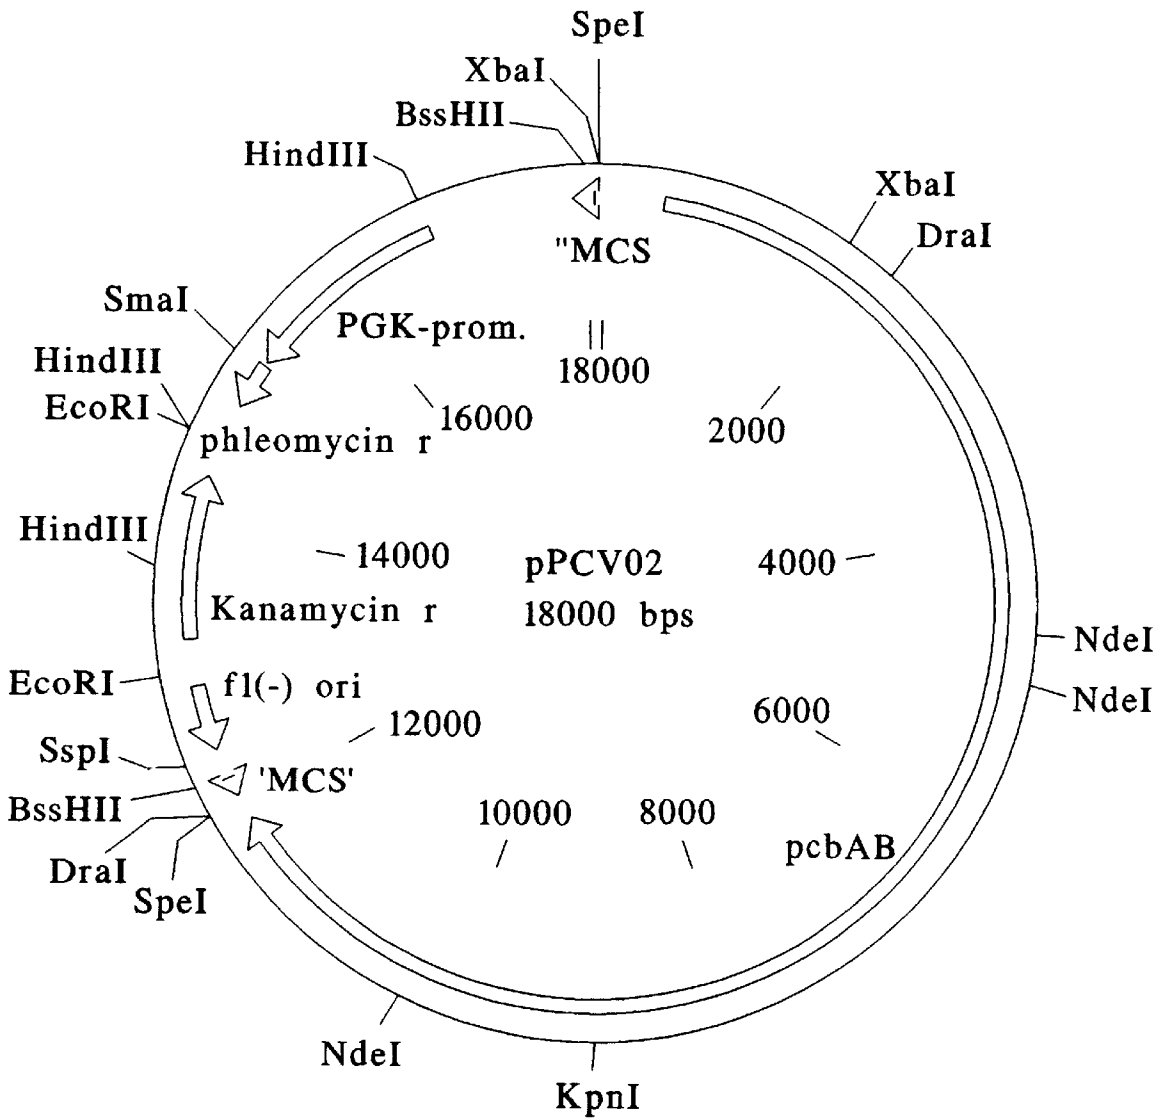 SpeI
XbaI
BssHII
HindIII
XbaI
DraI
"MCS
SmaI
PGK-prom.
18000
HindIII
EcoRI
16000
2000
phleomycin r
HindIII
14000
pPCV02
4000
Kanamycin r
18000 bps
NdeI
EcoRI
f1(-) ori
NdeI
12000
6000
SspI
'MCS'
BssHII
10000
8000
DraI
pcbAB
SpeI
NdeI
KpnI